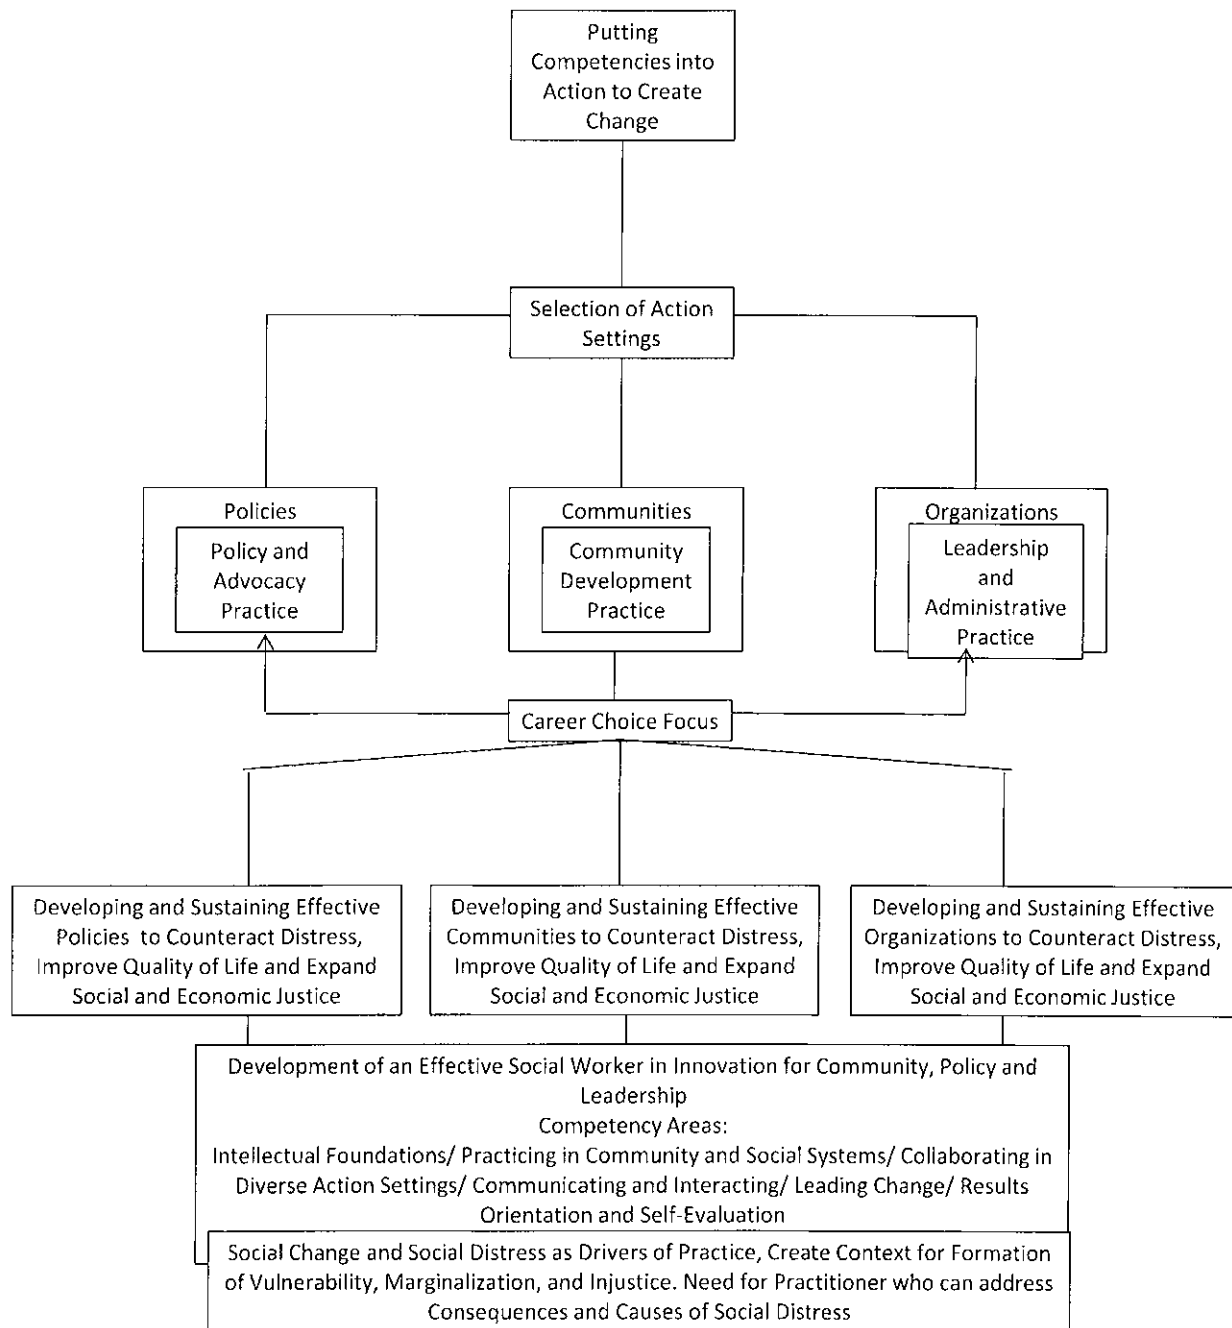 Putting
Competencies into
Action to Create
Change
Selection of Action
Settings
Policies
Policy and
Advocacy
Practice
Communities
Community
Development
Practice
Organizations
Leadership
and
Administrative
Practice
Career Choice Focus
Developing and Sustaining Effective
Policies to Counteract Distress,
Improve Quality of Life and Expand
Social and Economic Justice
Developing and Sustaining Effective
Communities to Counteract Distress,
Improve Quality of Life and Expand
Social and Economic Justice
Developing and Sustaining Effective
Organizations to Counteract Distress,
Improve Quality of Life and Expand
Social and Economic Justice
Development of an Effective Social Worker in Innovation for Community, Policy and
Leadership
Competency Areas:
Intellectual Foundations/ Practicing in Community and Social Systems/ Collaborating in
Diverse Action Settings/ Communicating and Interacting/ Leading Change/ Results
Orientation and Self-Evaluation
Social Change and Social Distress as Drivers of Practice, Create Context for Formation
of Vulnerability, Marginalization, and Injustice. Need for Practitioner who can address
Consequences and Causes of Social Distress